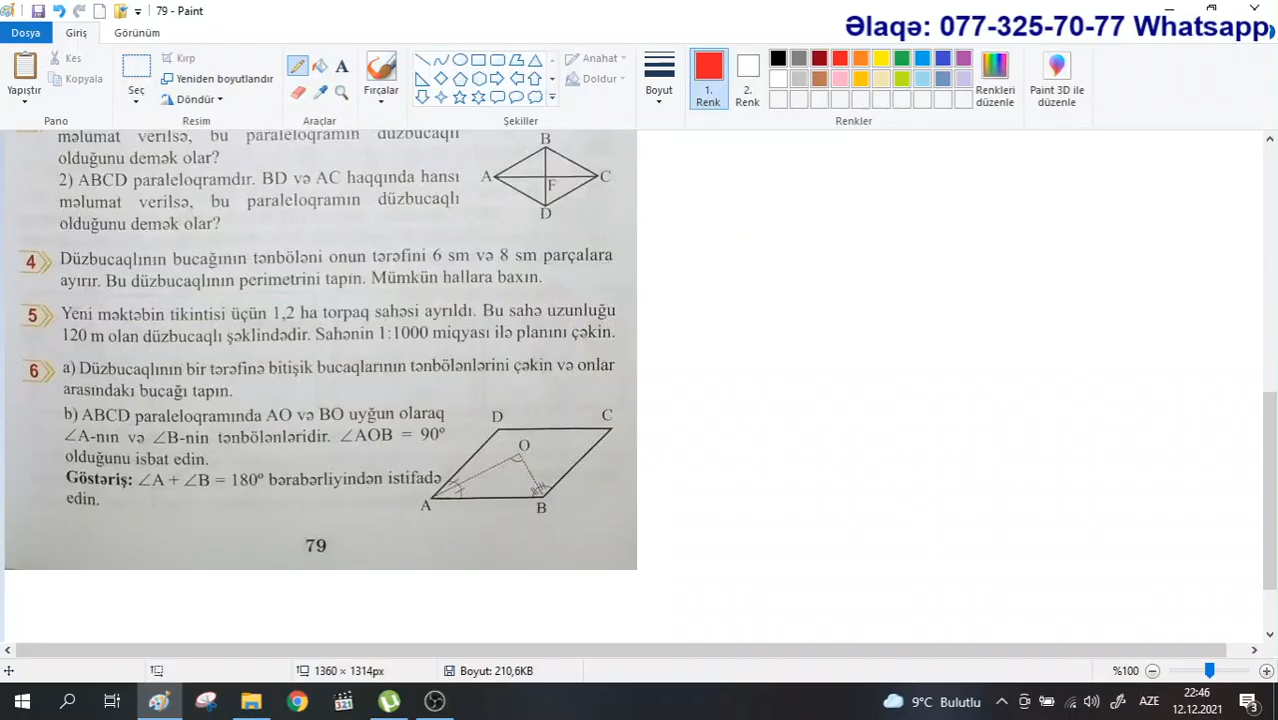 79 - Paint
Əlaqə: 077-325-70-77 Whatsapp
Dosya Giriş Görünüm
Yapıştır
Kes
Kopyala
Pano
Seç
Kırp
Yeniden boyutlandır
Döndür
Resim
A
Araçlar
Fırçalar
Anahat
Doldur
Şekiller
Boyut
1.
Renk
2.
Renk
Renkleri
düzenle
Paint 3D ile
düzenle
Renkler
məlumat verilsə, bu paraleloqramın düzbucaqlı
olduğunu demək olar?
2) ABCD paraleloqramdır. BD və AC haqqında hansı
məlumat verilsə, bu paraleloqramın düzbucaqlı
olduğunu demək olar?
B
A
C
F
D
4 Düzbucaqlının bucağının tənböləni onun tərəfini 6 sm və 8 sm parçalara
ayırır. Bu düzbucaqlının perimetrini tapın. Mümkün hallara baxın.
5 Yeni məktəbin tikintisi üçün 1,2 ha torpaq sahəsi ayrıldı. Bu sahə uzunluğu
120 m olan düzbucaqlı şəklindədir. Sahənin 1:1000 miqyası ilə planını çəkin.
6 a) Düzbucaqlının bir tərəfinə bitişik bucaqlarının tənbölənlərini çəkin və onlar
arasındakı bucağı tapın.
b) ABCD paraleloqramında AO və BO uyğun olaraq
∠A-nın və ∠B-nin tənbölənləridir. ∠AOB = 90º
olduğunu isbat edin.
Göstəriş: ∠A + ∠B = 180º bərabərliyindən istifadə
edin.
D
C
O
A
B
79
1360 × 1314px
Boyut: 210,6KB
%100
9°C Bulutlu
AZE
22:46
12.12.2021
321
3